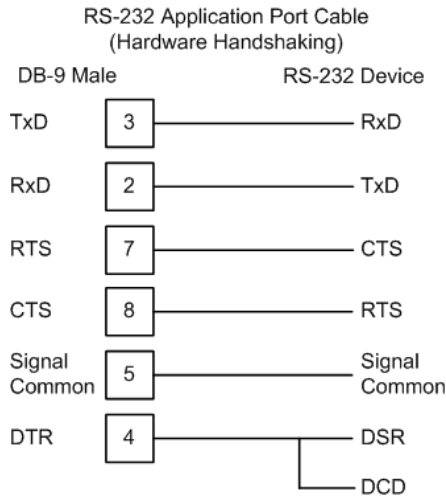 RS-232 Application Port Cable
(Hardware Handshaking)
DB-9 Male RS-232 Device
TxD 3 RxD
RxD 2 TxD
RTS 7 CTS
CTS 8 RTS
Signal Common 5 Signal Common
DTR 4 DSR
DCD